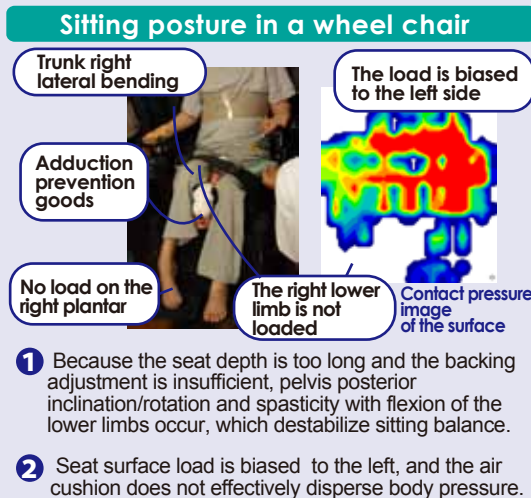 Sitting posture in a wheel chair
Trunk right
lateral bending
The load is biased
to the left side
Adduction
prevention
goods
No load on the
right plantar
The right lower
limb is not
loaded
Contact pressure
image
of the surface
1 Because the seat depth is too long and the backing
adjustment is insufficient, pelvis posterior
inclination/rotation and spasticity with flexion of the
lower limbs occur, which destabilize sitting balance.
2 Seat surface load is biased to the left, and the air
cushion does not effectively disperse body pressure.